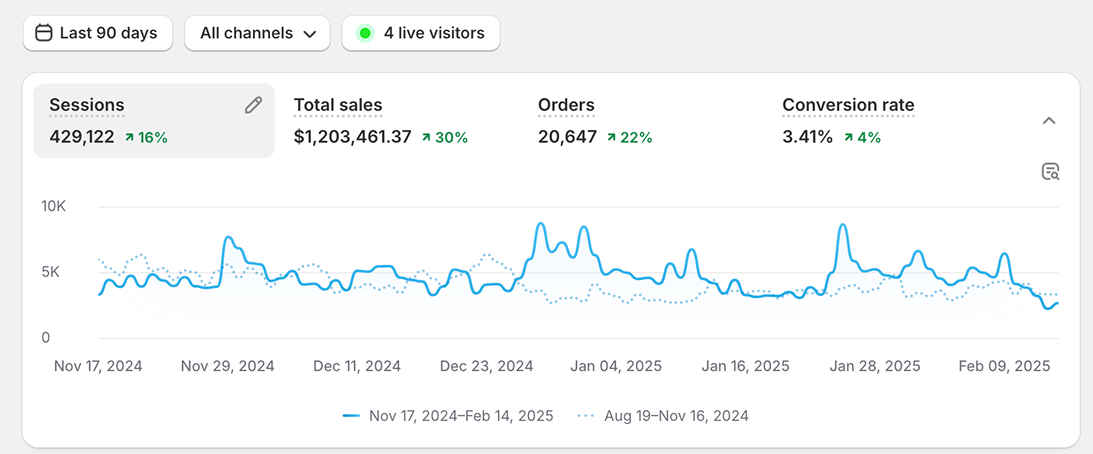 Last 90 days All channels 4 live visitors
Sessions Total sales Orders Conversion rate
429,122 16% $1,203,461.37 30% 20,647 22% 3.41% 4%
10K
5K
0
Nov 17, 2024 Nov 29, 2024 Dec 11, 2024 Dec 23, 2024 Jan 04, 2025 Jan 16, 2025 Jan 28, 2025 Feb 09, 2025
Nov 17, 2024–Feb 14, 2025 Aug 19–Nov 16, 2024